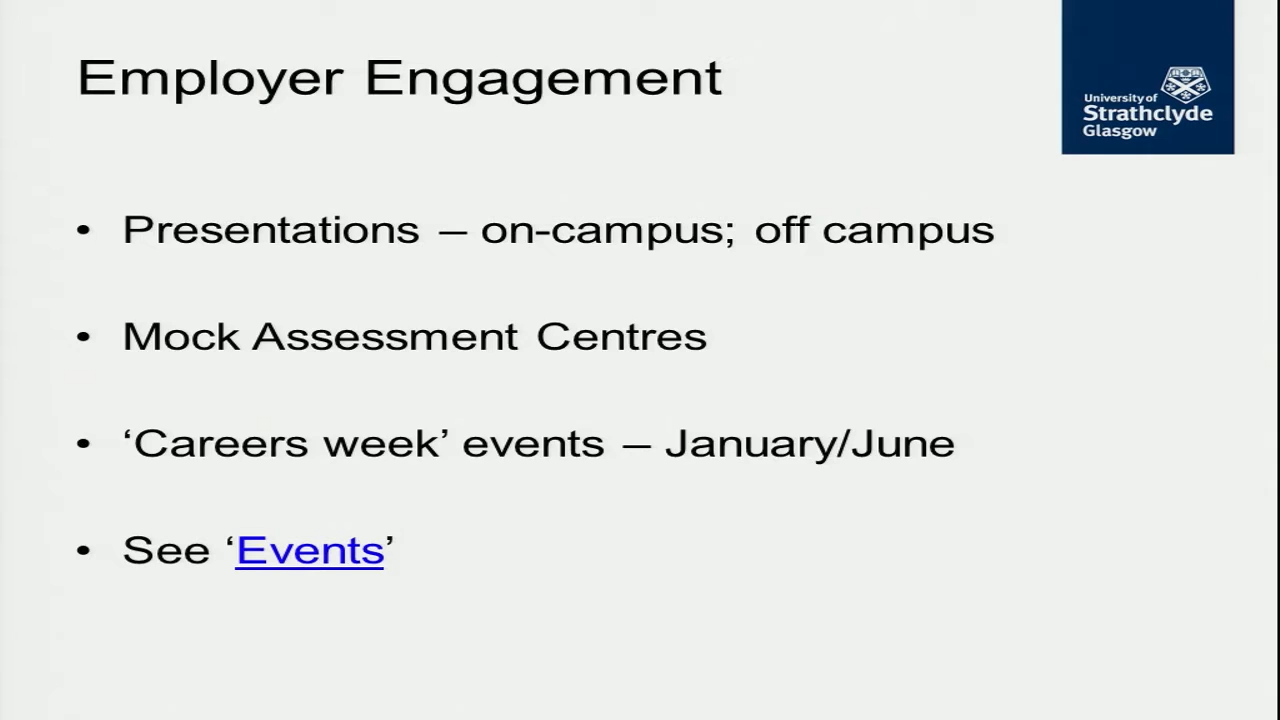 Employer Engagement
University of
Strathclyde
Glasgow
• Presentations – on-campus; off campus
• Mock Assessment Centres
• ‘Careers week’ events – January/June
• See ‘Events’